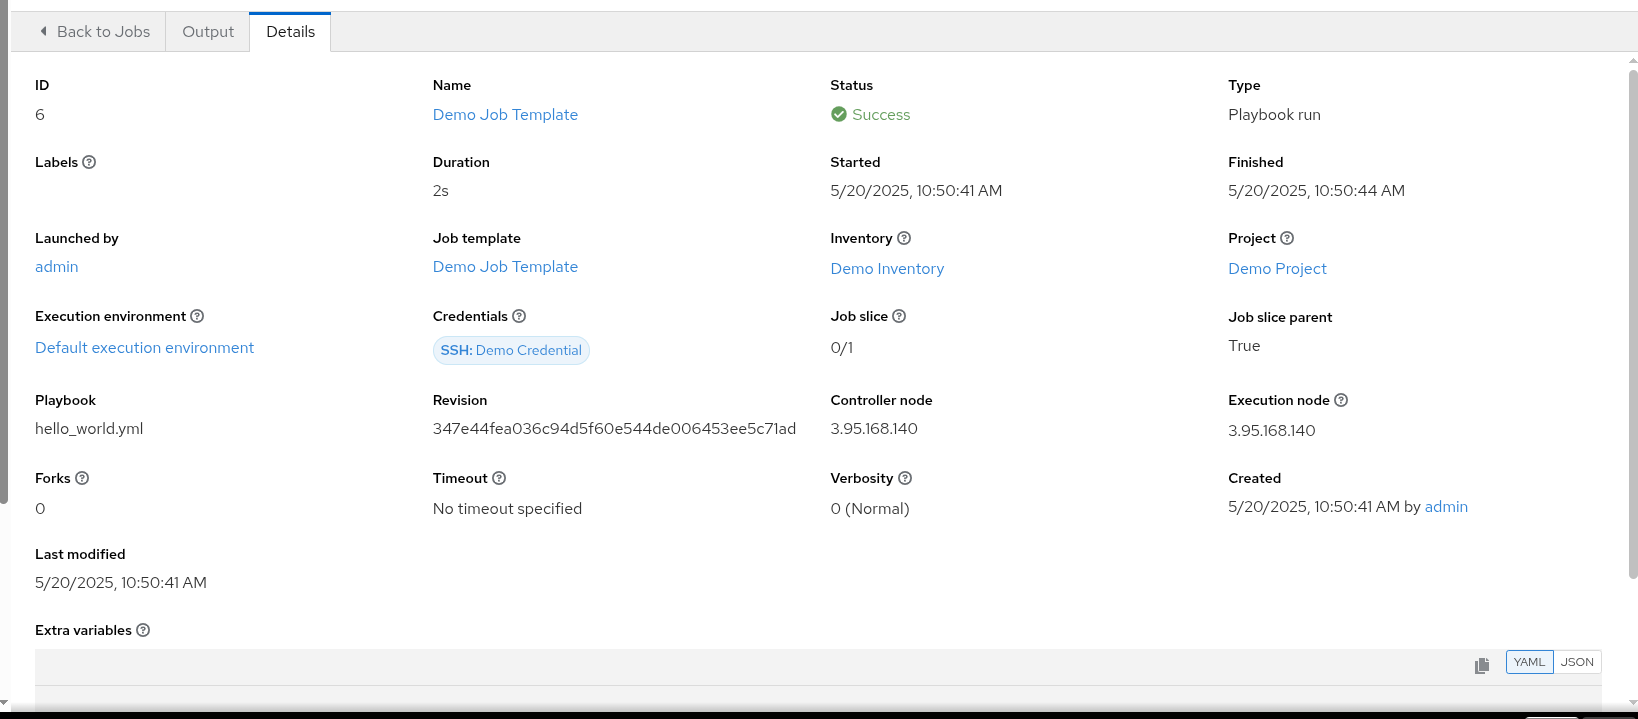 Back to Jobs Output Details
ID Name Status Type
6 Demo Job Template Success Playbook run
Labels Duration Started Finished
2s 5/20/2025, 10:50:41 AM 5/20/2025, 10:50:44 AM
Launched by Job template Inventory Project
admin Demo Job Template Demo Inventory Demo Project
Execution environment Credentials Job slice Job slice parent
Default execution environment SSH: Demo Credential 0/1 True
Playbook Revision Controller node Execution node
hello_world.yml 347e44fea036c94d5f60e544de006453ee5c71ad 3.95.168.140 3.95.168.140
Forks Timeout Verbosity Created
0 No timeout specified 0 (Normal) 5/20/2025, 10:50:41 AM by admin
Last modified
5/20/2025, 10:50:41 AM
Extra variables
YAML JSON